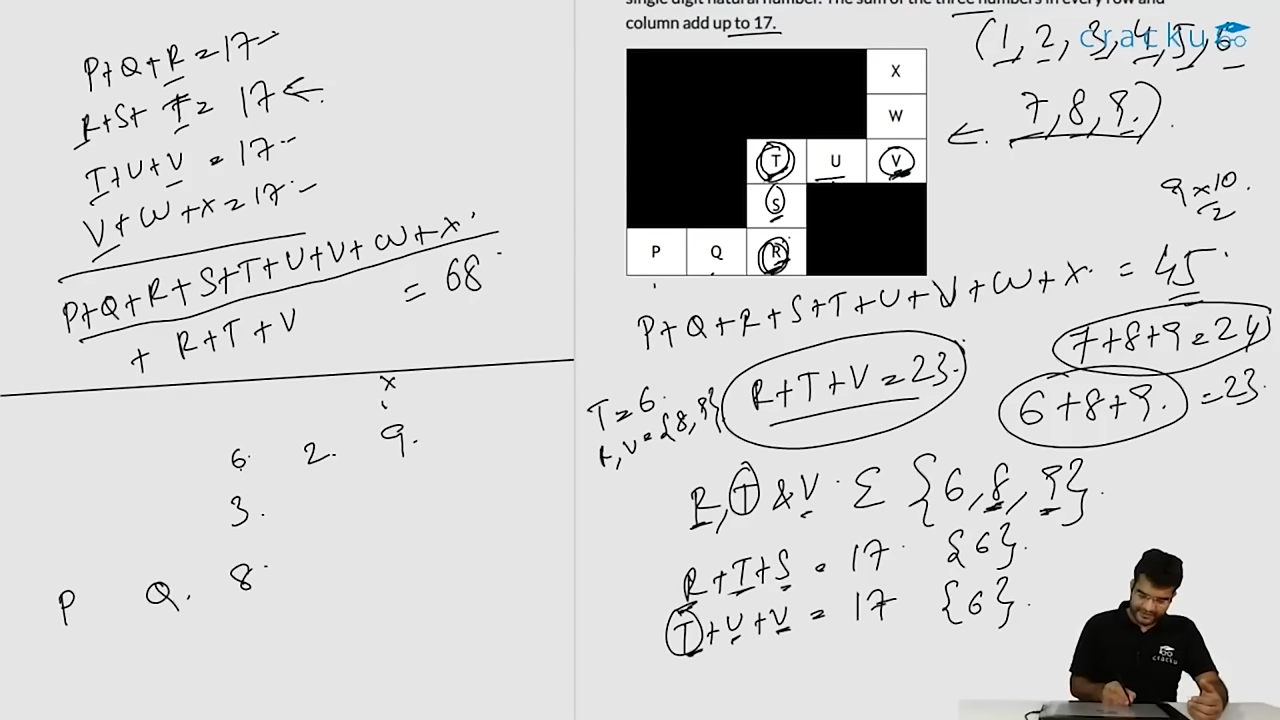 single digit natural number. The sum of the three numbers in every row and
column add up to 17.
cracku
P+Q+R=17
R+S+T=17←
T+U+V=17
V+W+X=17
P+Q+R+S+T+U+V+W+X
+ R+T+V
= 68
X
6. 2. 9.
3.
P Q. 8.
X
W
T U V
S
P Q R
(1, 2, 3, 4, 5, 6
← 7, 8, 9.)
9×10
2
P+Q+R+S+T+U+V+W+X = 45
7+8+9=24
T=6.
R,V={8,9}
R+T+V=23.
6+8+9. =23.
R, T & V Σ {6, 8, 9}.
R+T+S = 17 {6}.
T+U+V = 17 {6}.
cracku